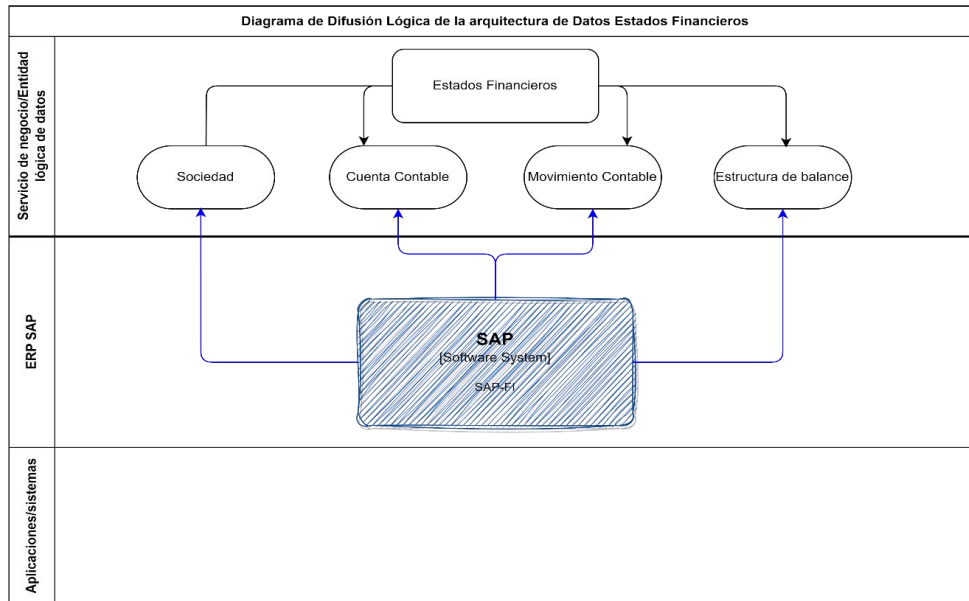 Diagrama de Difusión Lógica de la arquitectura de Datos Estados Financieros
Servicio de negocio/Entidad
lógica de datos
Estados Financieros
Sociedad
Cuenta Contable
Movimiento Contable
Estructura de balance
ERP SAP
SAP
[Software System]
SAP-FI
Aplicaciones/sistemas